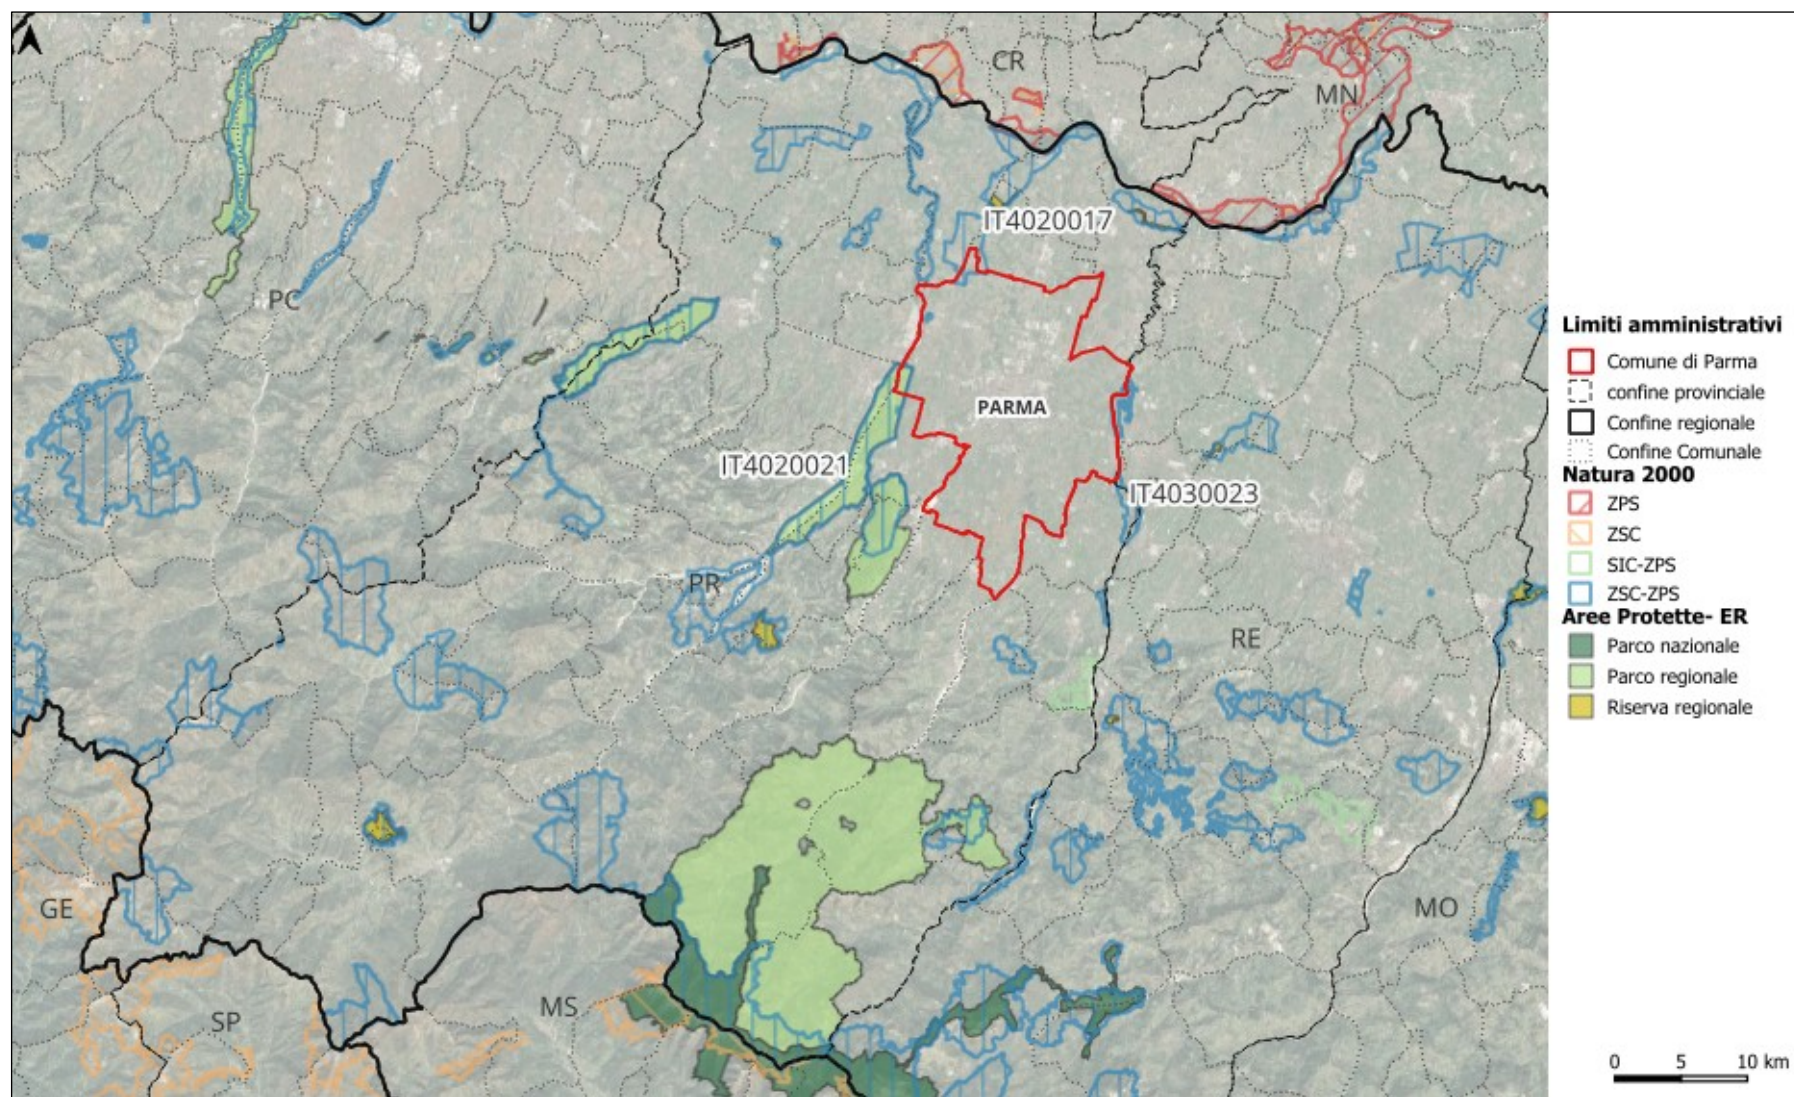 CR
MN
IT4020017
PC
PARMA
IT4020021
IT4030023
PR
RE
GE
MO
MS
SP
Limiti amministrativi
Comune di Parma
confine provinciale
Confine regionale
Confine Comunale
Natura 2000
ZPS
ZSC
SIC-ZPS
ZSC-ZPS
Aree Protette- ER
Parco nazionale
Parco regionale
Riserva regionale
0 5 10 km